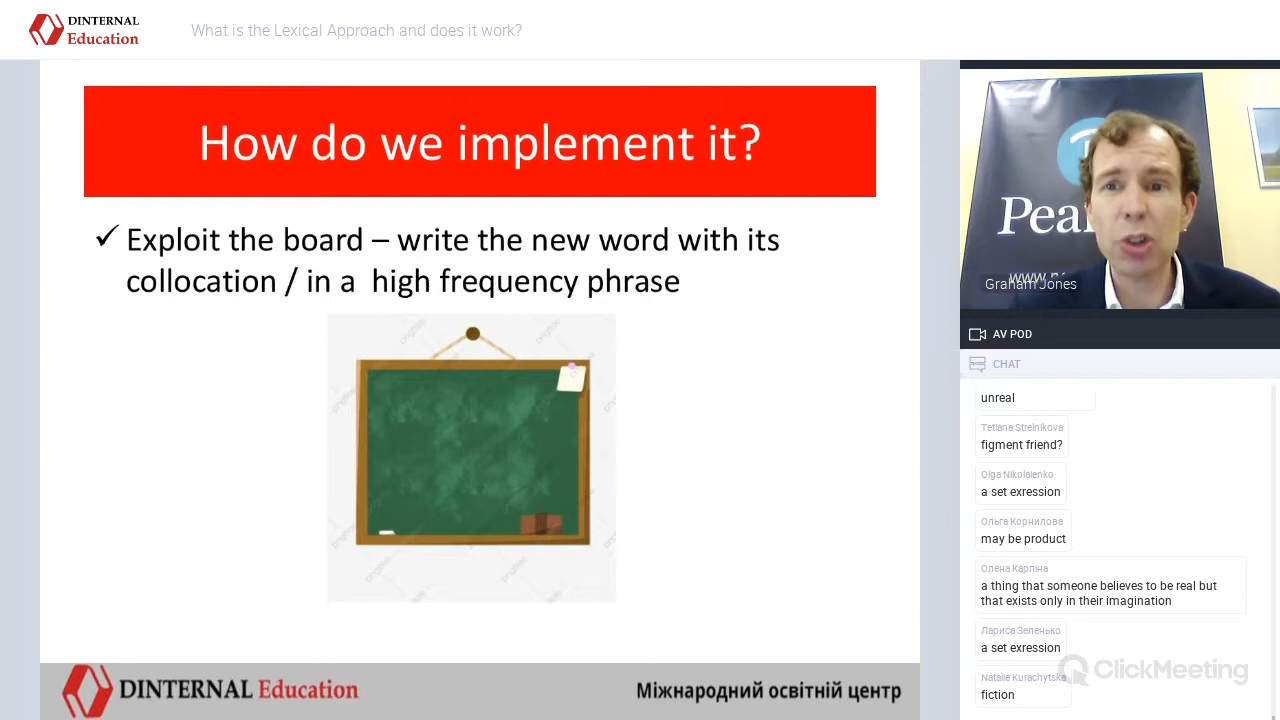 DINTERNAL
Education
What is the Lexical Approach and does it work?
How do we implement it?
✓ Exploit the board – write the new word with its
collocation / in a high frequency phrase
DINTERNAL Education
Міжнародний освітній центр
Graham Jones
AV POD
CHAT
unreal
Tetiana Strelnikova
figment friend?
Olga Nikolaienko
a set exression
Ольга Корнилова
may be product
Олена Карпіна
a thing that someone believes to be real but
that exists only in their imagination
Лариса Зеленько
a set exression
Natalie Kurachytska
fiction
ClickMeeting